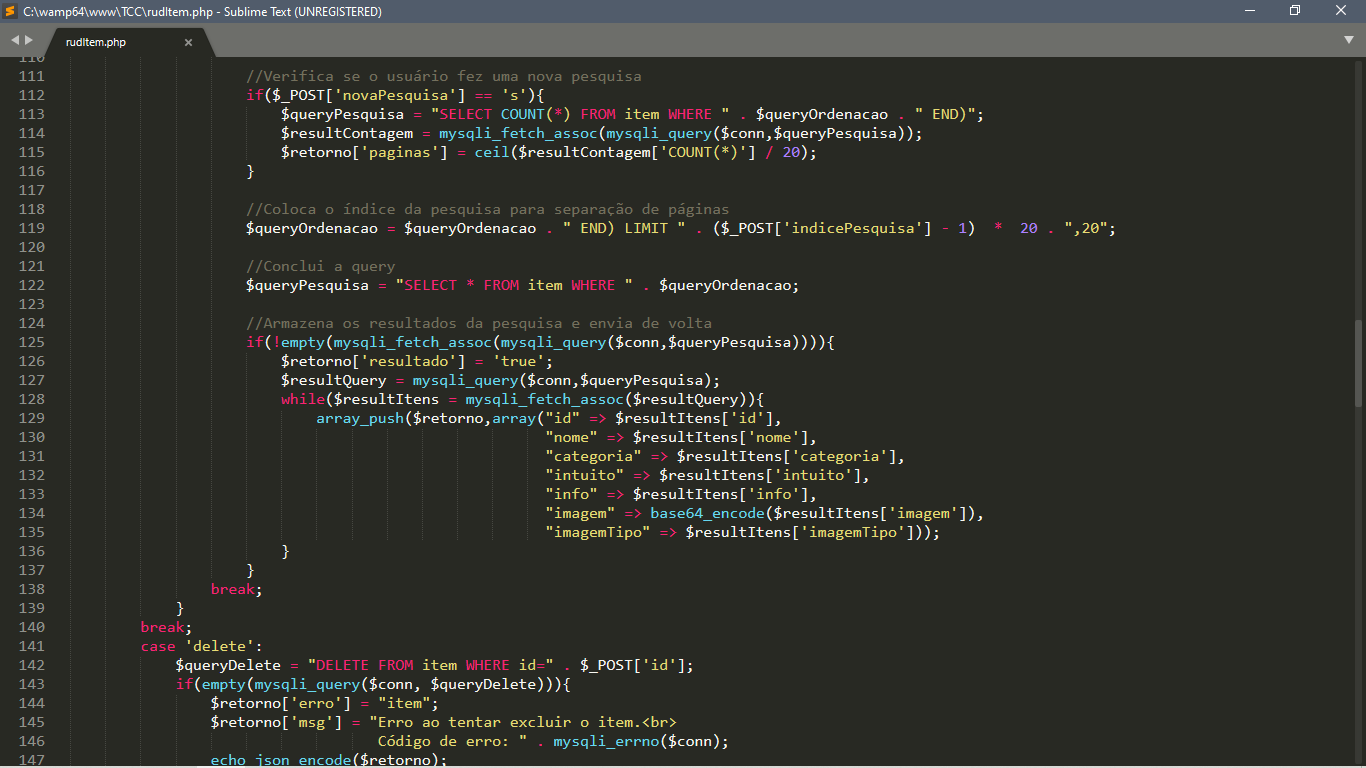 C:\wamp64\www\TCC\rudItem.php - Sublime Text (UNREGISTERED)
rudItem.php
110
111 //Verifica se o usuário fez uma nova pesquisa
112 if($_POST['novaPesquisa'] == 's'){
113 $queryPesquisa = "SELECT COUNT(*) FROM item WHERE " . $queryOrdenacao . " END)";
114 $resultContagem = mysqli_fetch_assoc(mysqli_query($conn,$queryPesquisa));
115 $retorno['paginas'] = ceil($resultContagem['COUNT(*)'] / 20);
116 }
117
118 //Coloca o índice da pesquisa para separação de páginas
119 $queryOrdenacao = $queryOrdenacao . " END) LIMIT " . ($_POST['indicePesquisa'] - 1)  *  20 . ",20";
120
121 //Conclui a query
122 $queryPesquisa = "SELECT * FROM item WHERE " . $queryOrdenacao;
123
124 //Armazena os resultados da pesquisa e envia de volta
125 if(!empty(mysqli_fetch_assoc(mysqli_query($conn,$queryPesquisa)))){
126 $retorno['resultado'] = 'true';
127 $resultQuery = mysqli_query($conn,$queryPesquisa);
128 while($resultItens = mysqli_fetch_assoc($resultQuery)){
129 array_push($retorno,array("id" => $resultItens['id'],
130 "nome" => $resultItens['nome'],
131 "categoria" => $resultItens['categoria'],
132 "intuito" => $resultItens['intuito'],
133 "info" => $resultItens['info'],
134 "imagem" => base64_encode($resultItens['imagem']),
135 "imagemTipo" => $resultItens['imagemTipo']));
136 }
137 }
138 break;
139 }
140 break;
141 case 'delete':
142 $queryDelete = "DELETE FROM item WHERE id=" . $_POST['id'];
143 if(empty(mysqli_query($conn, $queryDelete))){
144 $retorno['erro'] = "item";
145 $retorno['msg'] = "Erro ao tentar excluir o item.<br>
146 Código de erro: " . mysqli_errno($conn);
147 echo json_encode($retorno);